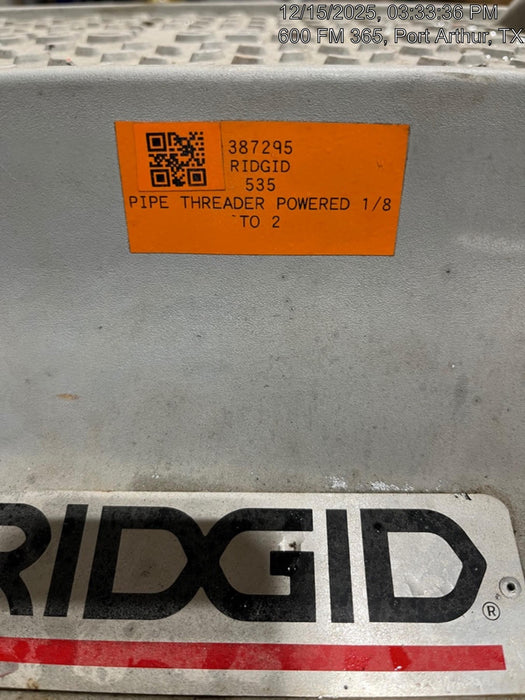 12/15/2025, 03:33:36 PM
600 FM 365, Port Arthur, TX
387295
RIDGID
535
PIPE THREADER POWERED 1/8
TO 2
RIDGID®